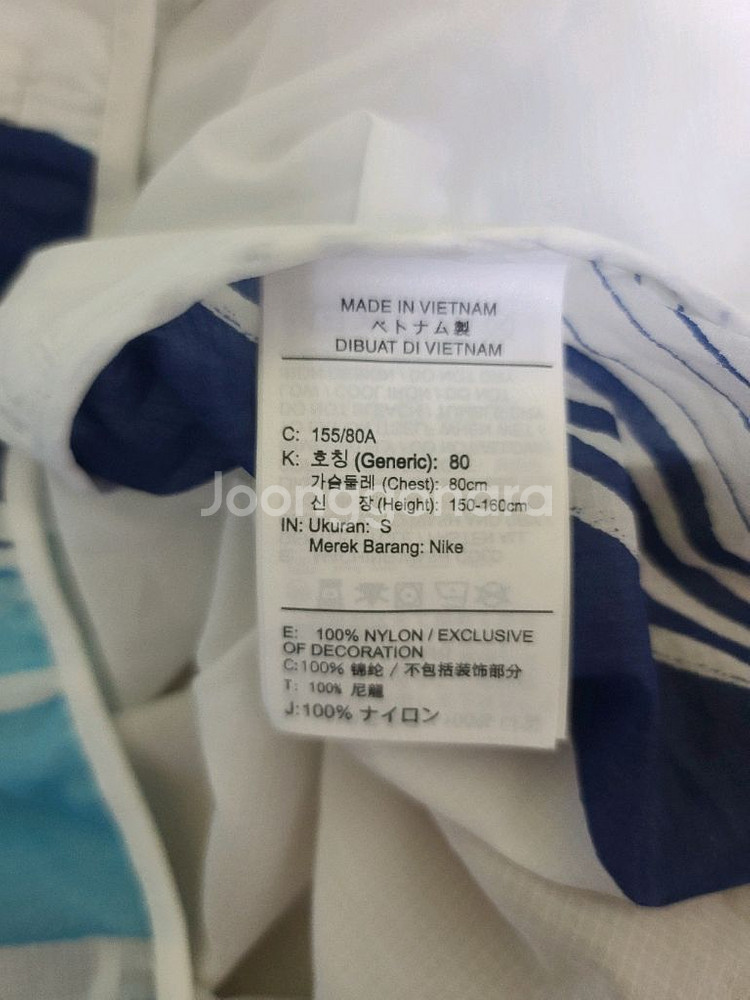 MADE IN VIETNAM
ベトナム製
DIBUAT DI VIETNAM
C: 155/80A
K: 호칭 (Generic): 80
가슴둘레 (Chest): 80cm
신 장 (Height): 150-160cm
IN: Ukuran: S
Merek Barang: Nike
Joonggonara
E: 100% NYLON / EXCLUSIVE
OF DECORATION
C:100% 锦纶 / 不包括装饰部分
T: 100% 尼龍
J:100% ナイロン